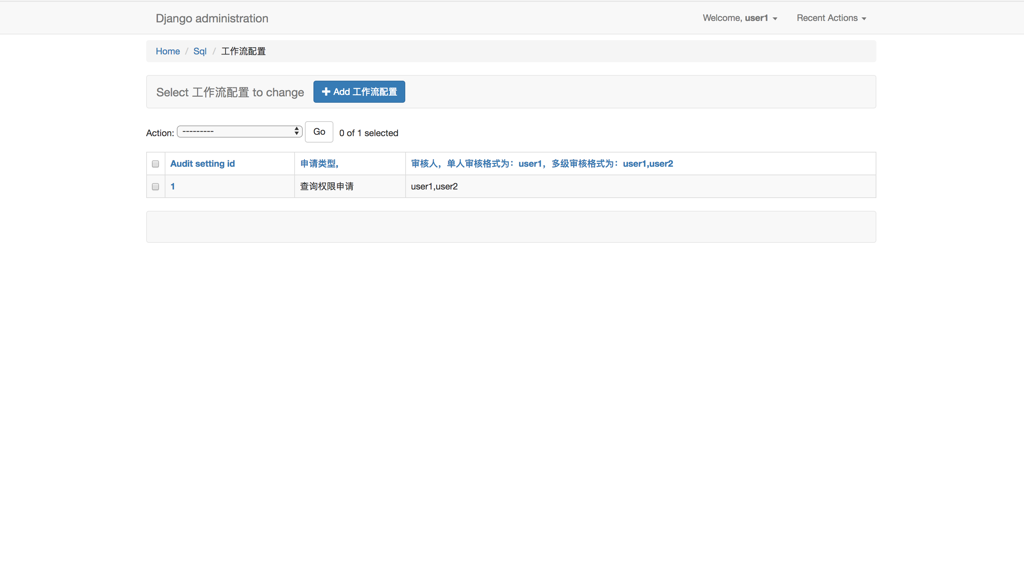 Django administration
Welcome, user1
Recent Actions
Home / Sql / 工作流配置
Select 工作流配置 to change
Add 工作流配置
Action: ---------
Go
0 of 1 selected
Audit setting id
申请类型,
审核人，单人审核格式为：user1，多级审核格式为：user1,user2
1
查询权限申请
user1,user2